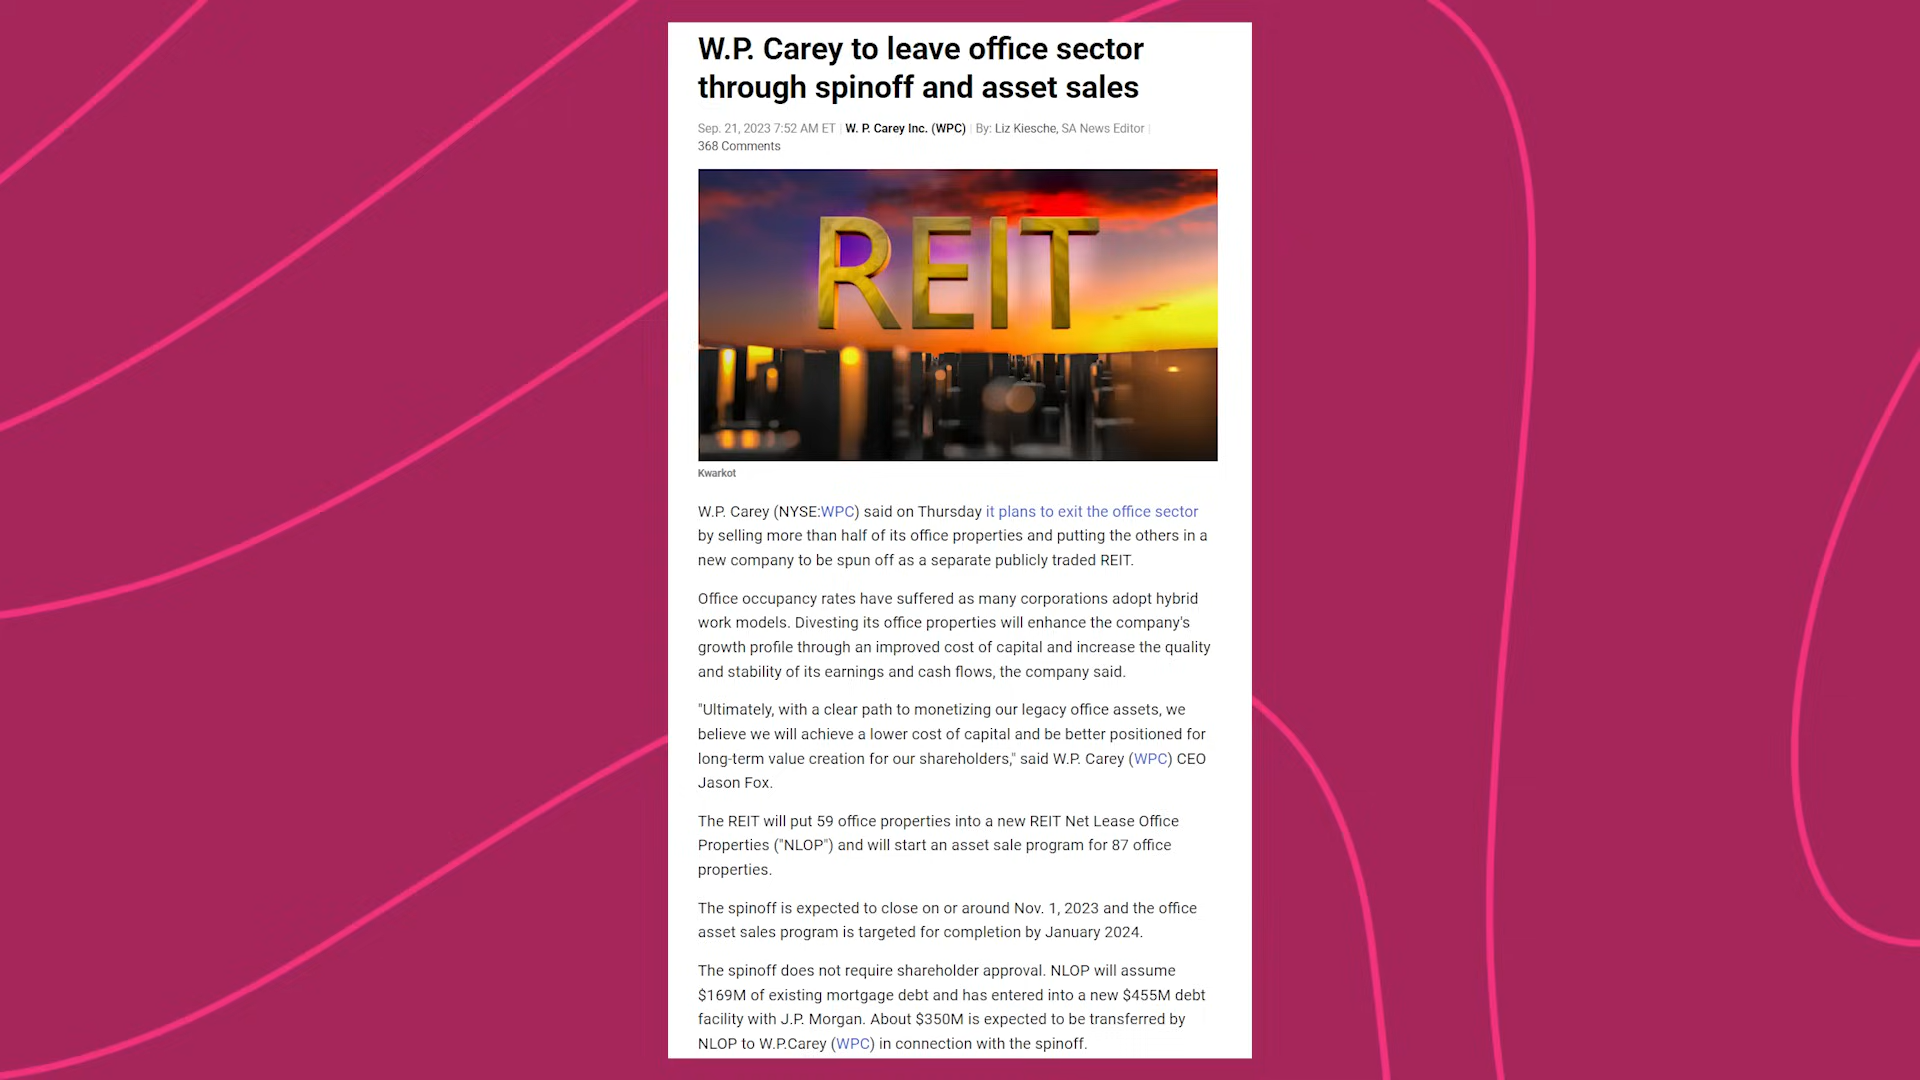 W.P. Carey to leave office sector
through spinoff and asset sales
Sep. 21, 2023 7:52 AM ET | W. P. Carey Inc. (WPC) | By: Liz Kiesche, SA News Editor |
368 Comments
REIT
Kwarkot
W.P. Carey (NYSE:WPC) said on Thursday it plans to exit the office sector
by selling more than half of its office properties and putting the others in a
new company to be spun off as a separate publicly traded REIT.
Office occupancy rates have suffered as many corporations adopt hybrid
work models. Divesting its office properties will enhance the company's
growth profile through an improved cost of capital and increase the quality
and stability of its earnings and cash flows, the company said.
"Ultimately, with a clear path to monetizing our legacy office assets, we
believe we will achieve a lower cost of capital and be better positioned for
long-term value creation for our shareholders," said W.P. Carey (WPC) CEO
Jason Fox.
The REIT will put 59 office properties into a new REIT Net Lease Office
Properties ("NLOP") and will start an asset sale program for 87 office
properties.
The spinoff is expected to close on or around Nov. 1, 2023 and the office
asset sales program is targeted for completion by January 2024.
The spinoff does not require shareholder approval. NLOP will assume
$169M of existing mortgage debt and has entered into a new $455M debt
facility with J.P. Morgan. About $350M is expected to be transferred by
NLOP to W.P.Carey (WPC) in connection with the spinoff.